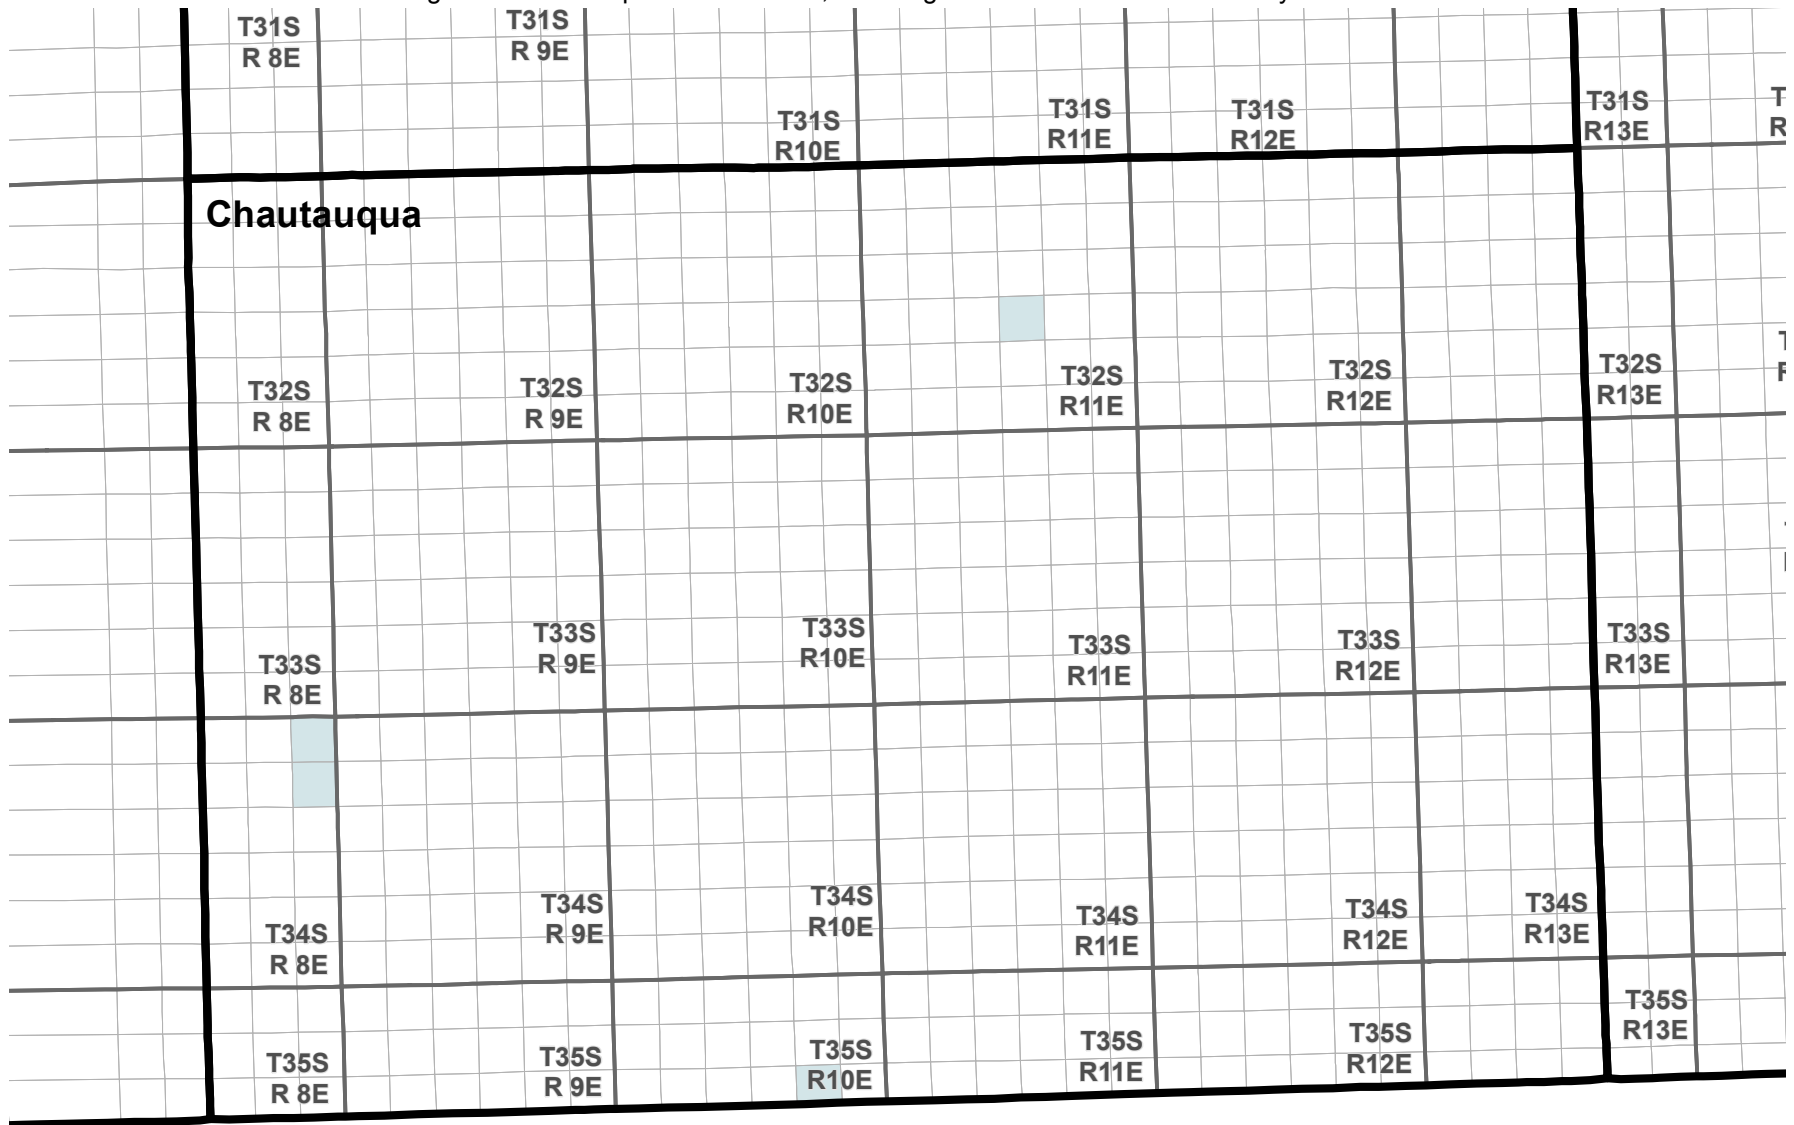 T31S
R 8E
T31S
R 9E
T31S
R10E
T31S
R11E
T31S
R12E
T31S
R13E
Chautauqua
T32S
R 8E
T32S
R 9E
T32S
R10E
T32S
R11E
T32S
R12E
T32S
R13E
T33S
R 8E
T33S
R 9E
T33S
R10E
T33S
R11E
T33S
R12E
T33S
R13E
T34S
R 8E
T34S
R 9E
T34S
R10E
T34S
R11E
T34S
R12E
T34S
R13E
T35S
R 8E
T35S
R 9E
T35S
R10E
T35S
R11E
T35S
R12E
T35S
R13E